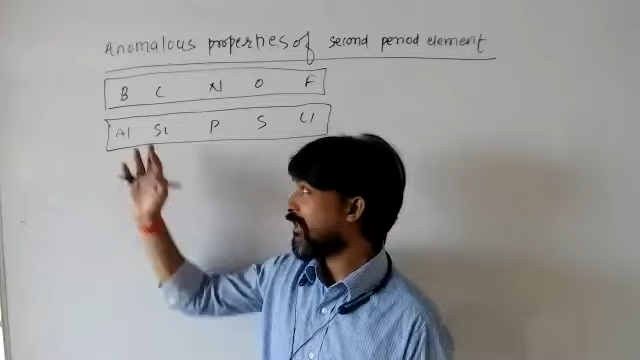 Anomalous properties of second period element
B C N O F
Al Si P S Cl